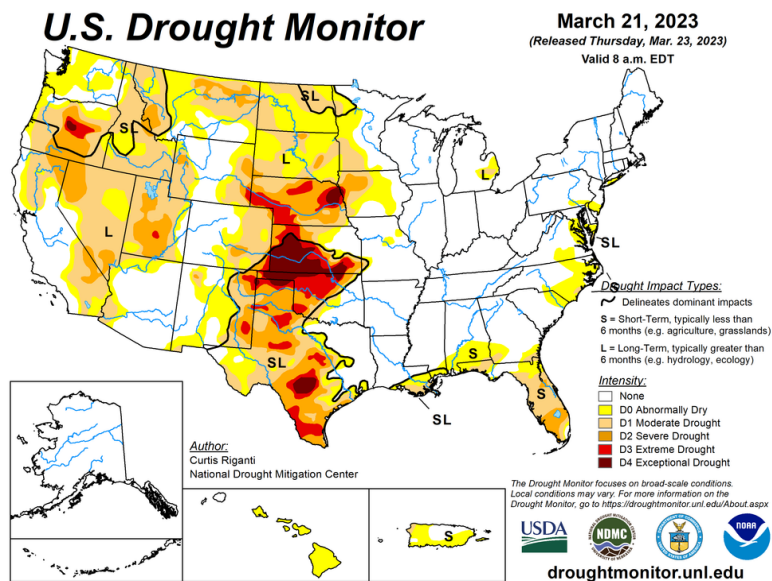 U.S. Drought Monitor
March 21, 2023
(Released Thursday, Mar. 23, 2023)
Valid 8 a.m. EDT
SL
SL
L
L
L
SL
S
SL
S
S
SL
S
Drought Impact Types:
Delineates dominant impacts
S = Short-Term, typically less than
6 months (e.g. agriculture, grasslands)
L = Long-Term, typically greater than
6 months (e.g. hydrology, ecology)
Intensity:
None
D0 Abnormally Dry
D1 Moderate Drought
D2 Severe Drought
D3 Extreme Drought
D4 Exceptional Drought
Author:
Curtis Riganti
National Drought Mitigation Center
The Drought Monitor focuses on broad-scale conditions.
Local conditions may vary. For more information on the
Drought Monitor, go to https://droughtmonitor.unl.edu/About.aspx
USDA
NDMC
NOAA
droughtmonitor.unl.edu